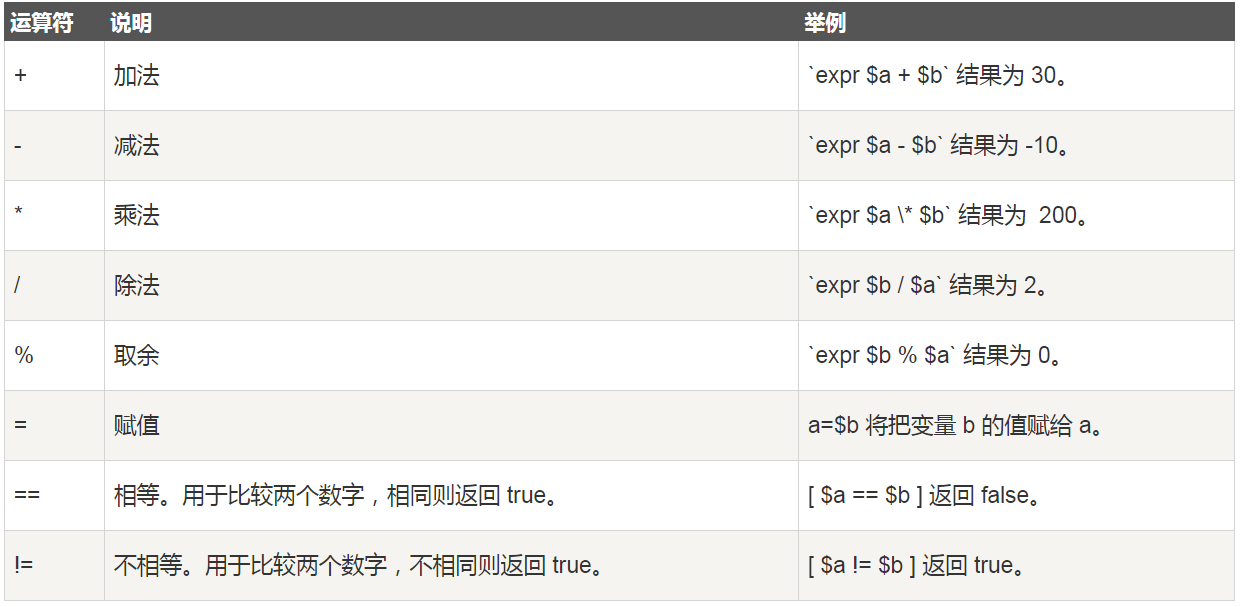 运算符 说明 举例
+ 加法 `expr $a + $b` 结果为 30。
- 减法 `expr $a - $b` 结果为 -10。
* 乘法 `expr $a \* $b` 结果为  200。
/ 除法 `expr $b / $a` 结果为 2。
% 取余 `expr $b % $a` 结果为 0。
= 赋值 a=$b 将把变量 b 的值赋给 a。
== 相等。用于比较两个数字，相同则返回 true。 [ $a == $b ] 返回 false。
!= 不相等。用于比较两个数字，不相同则返回 true。 [ $a != $b ] 返回 true。